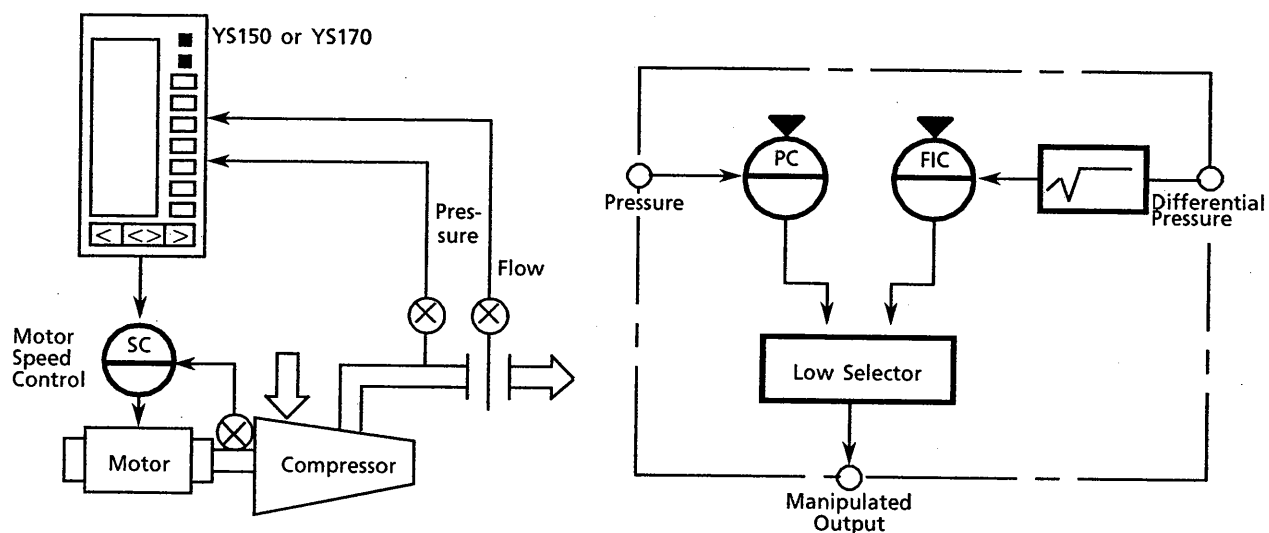 YS150 or YS170
< <> >
Pres-
sure
Flow
Motor
Speed
Control
SC
Motor
Compressor
PC
FIC
Pressure
Differential
Pressure
Low Selector
Manipulated
Output